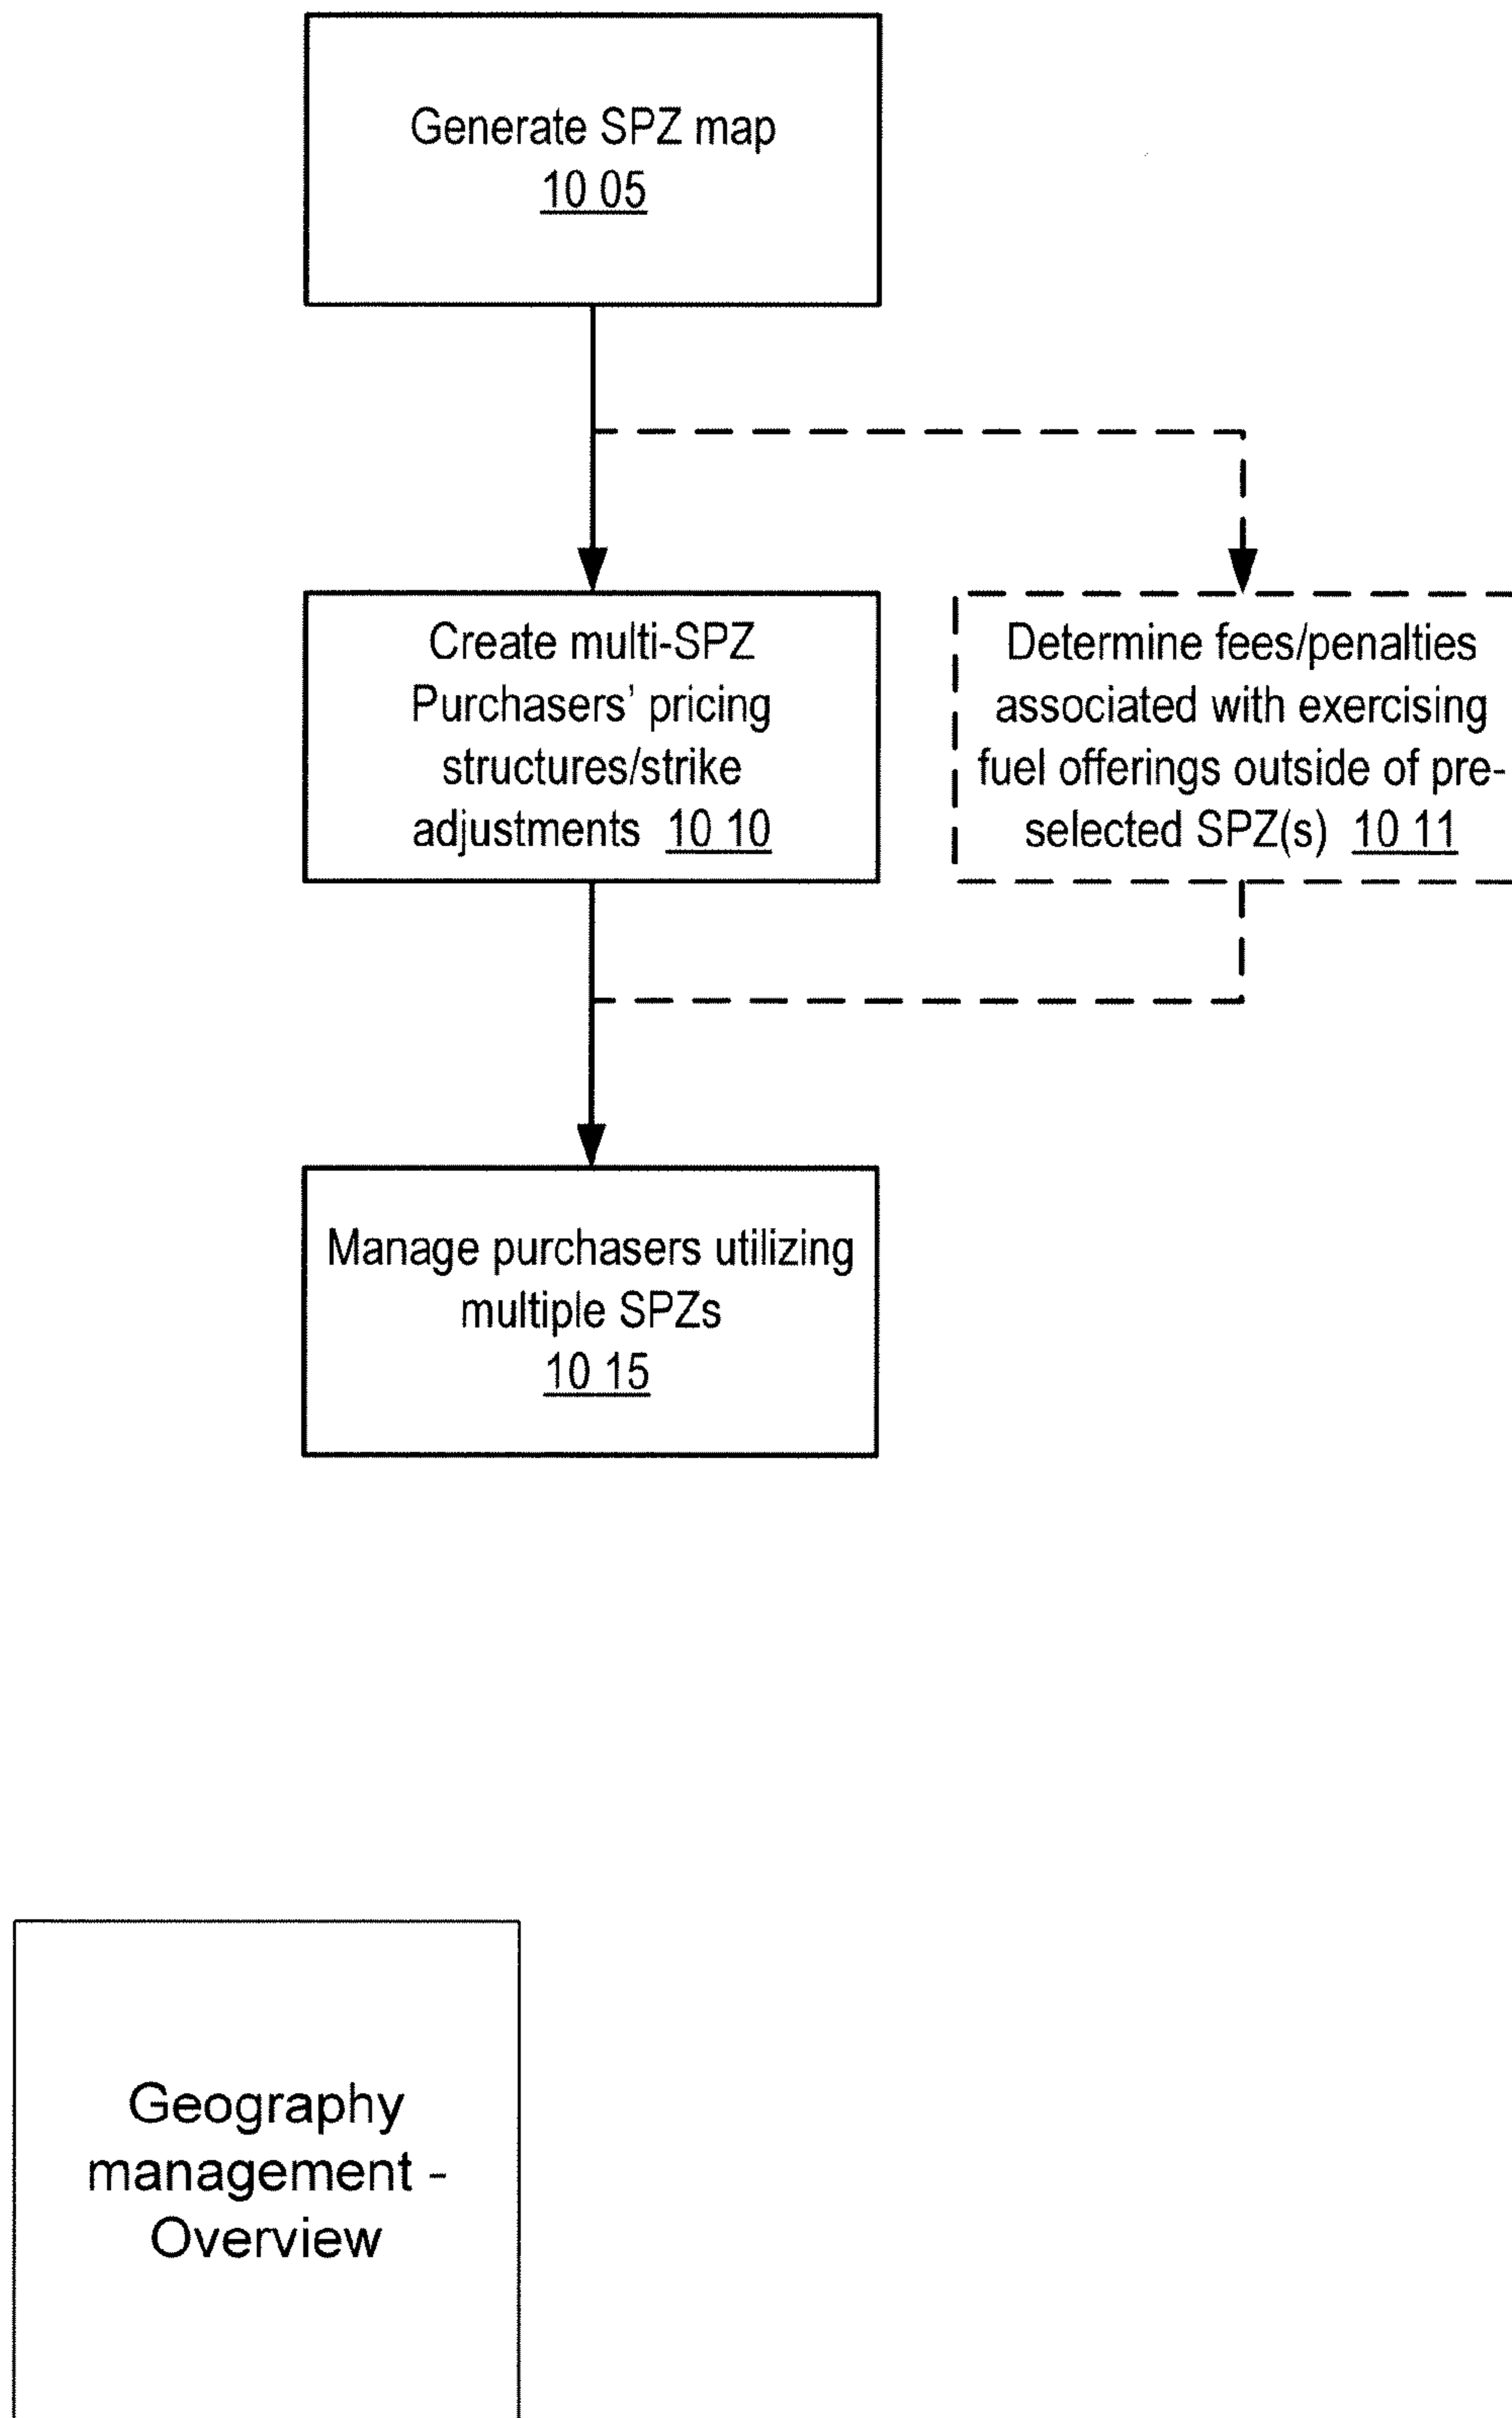 Generate SPZ map
10 05
Create multi-SPZ
Purchasers' pricing
structures/strike
adjustments 10 10
Determine fees/penalties
associated with exercising
fuel offerings outside of pre-
selected SPZ(s) 10 11
Manage purchasers utilizing
multiple SPZs
10 15
Geography
management -
Overview